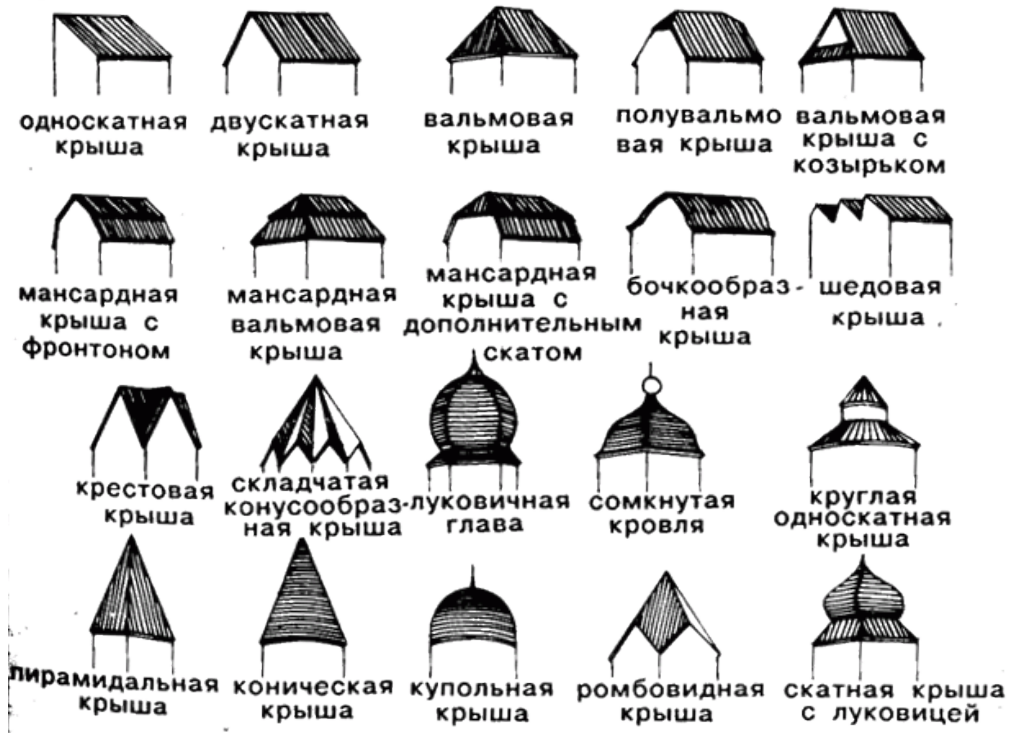 односкатная
крыша
двускатная
крыша
вальмовая
крыша
полувальмо
вая крыша
вальмовая
крыша с
козырьком
мансардная
крыша с
фронтоном
мансардная
вальмовая
крыша
мансардная
крыша с
дополнительным
скатом
бочкообраз-
ная
крыша
шедовая
крыша
крестовая
крыша
складчатая
конусообраз-
ная крыша
луковичная
глава
сомкнутая
кровля
круглая
односкатная
крыша
пирамидальная
крыша
коническая
крыша
купольная
крыша
ромбовидная
крыша
скатная крыша
с луковицей